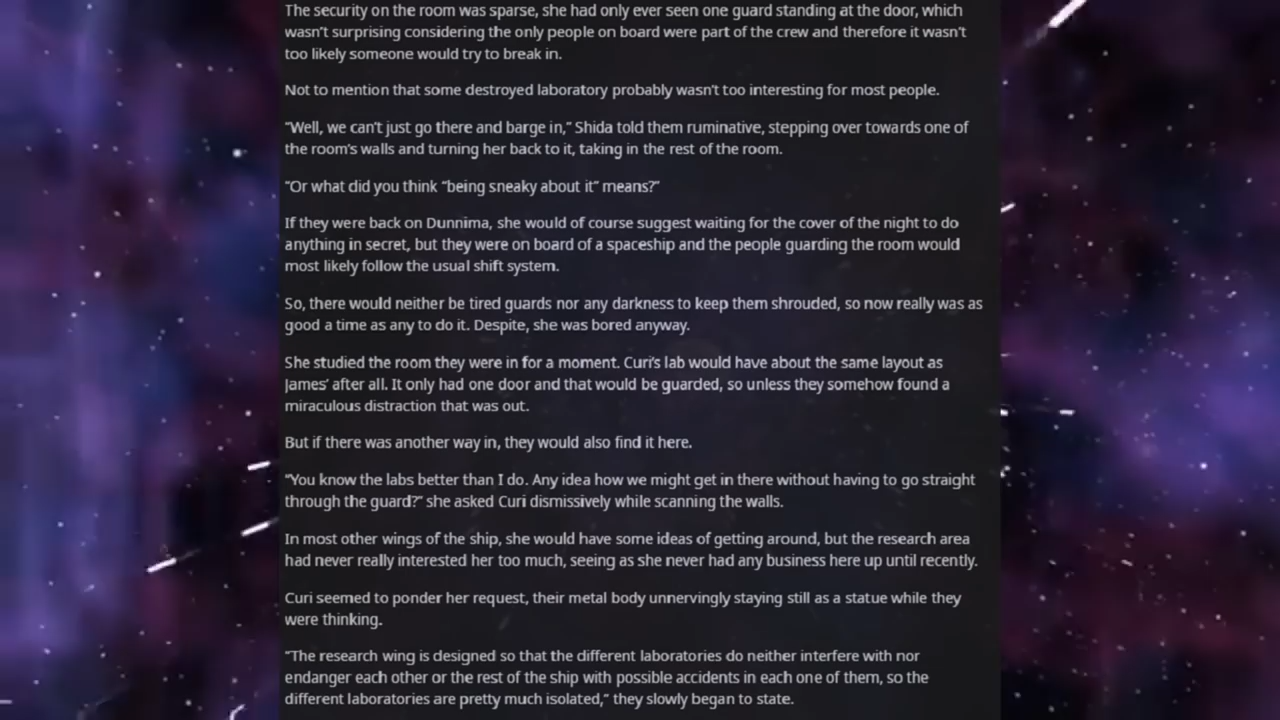 The security on the room was sparse, she had only ever seen one guard standing at the door, which
wasn't surprising considering the only people on board were part of the crew and therefore it wasn't
too likely someone would try to break in.
Not to mention that some destroyed laboratory probably wasn't too interesting for most people.
“Well, we can't just go there and barge in,” Shida told them ruminative, stepping over towards one of
the room's walls and turning her back to it, taking in the rest of the room.
“Or what did you think “being sneaky about it” means?”
If they were back on Dunnima, she would of course suggest waiting for the cover of the night to do
anything in secret, but they were on board of a spaceship and the people guarding the room would
most likely follow the usual shift system.
So, there would neither be tired guards nor any darkness to keep them shrouded, so now really was as
good a time as any to do it. Despite, she was bored anyway.
She studied the room they were in for a moment. Curi's lab would have about the same layout as
James' after all. It only had one door and that would be guarded, so unless they somehow found a
miraculous distraction that was out.
But if there was another way in, they would also find it here.
“You know the labs better than I do. Any idea how we might get in there without having to go straight
through the guard?” she asked Curi dismissively while scanning the walls.
In most other wings of the ship, she would have some ideas of getting around, but the research area
had never really interested her too much, seeing as she never had any business here up until recently.
Curi seemed to ponder her request, their metal body unnervingly staying still as a statue while they
were thinking.
“The research wing is designed so that the different laboratories do neither interfere with nor
endanger each other or the rest of the ship with possible accidents in each one of them, so the
different laboratories are pretty much isolated,” they slowly began to state.